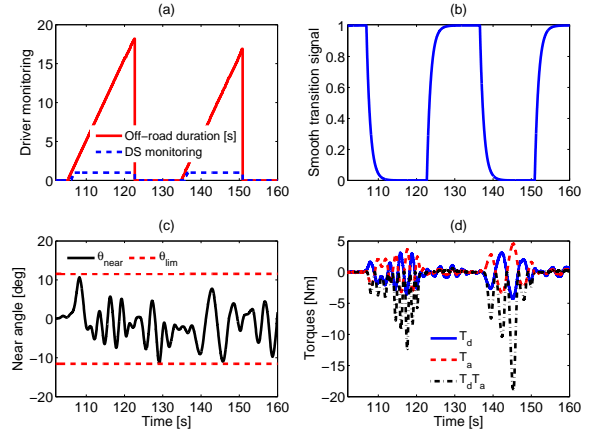 (a)
(b)
20
15
10
5
0
Driver monitoring
Off-road duration [s]
DS monitoring
110 120 130 140 150 160
1
0.8
0.6
0.4
0.2
0
Smooth transition signal
110 120 130 140 150 160
(c)
(d)
20
10
0
−10
−20
Near angle [deg]
θnear θlim
110 120 130 140 150 160
Time [s]
5
0
−5
−10
−15
−20
Torques [Nm]
Td
Ta
TdTa
110 120 130 140 150 160
Time [s]